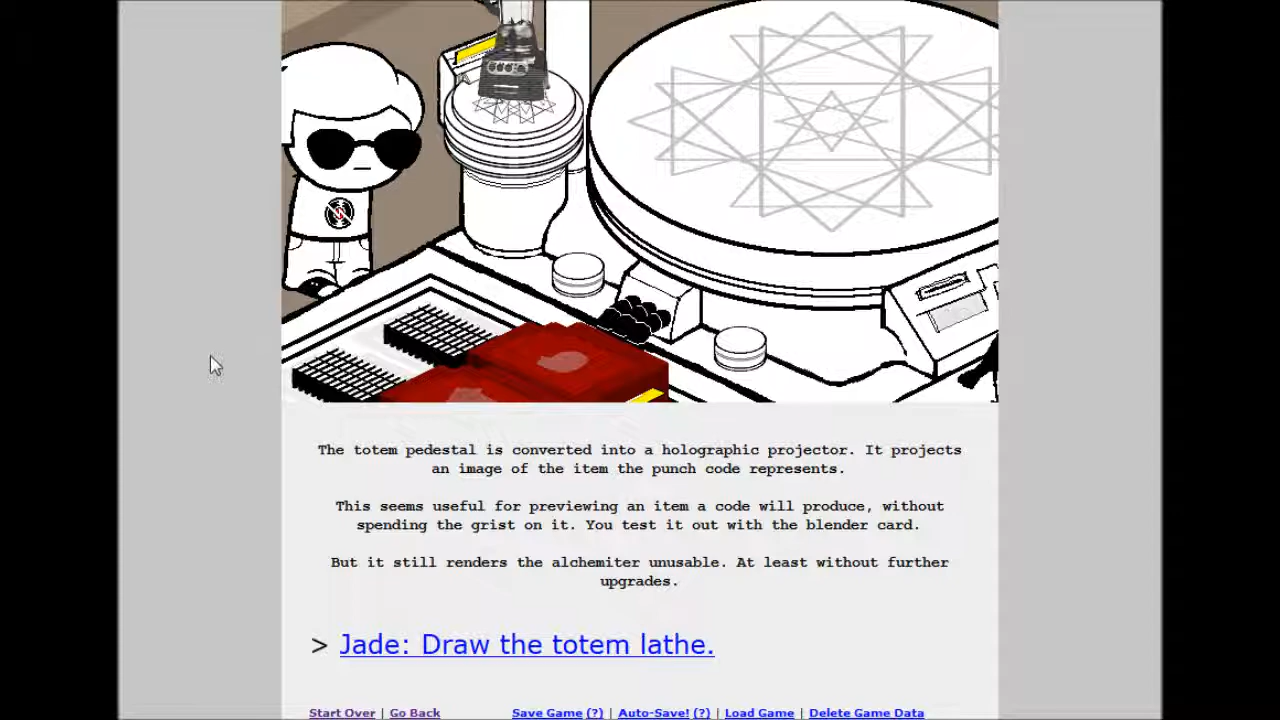 The totem pedestal is converted into a holographic projector. It projects
an image of the item the punch code represents.
This seems useful for previewing an item a code will produce, without
spending the grist on it. You test it out with the blender card.
But it still renders the alchemiter unusable. At least without further
upgrades.
> Jade: Draw the totem lathe.
Start Over | Go Back Save Game (?) | Auto-Save! (?) | Load Game | Delete Game Data